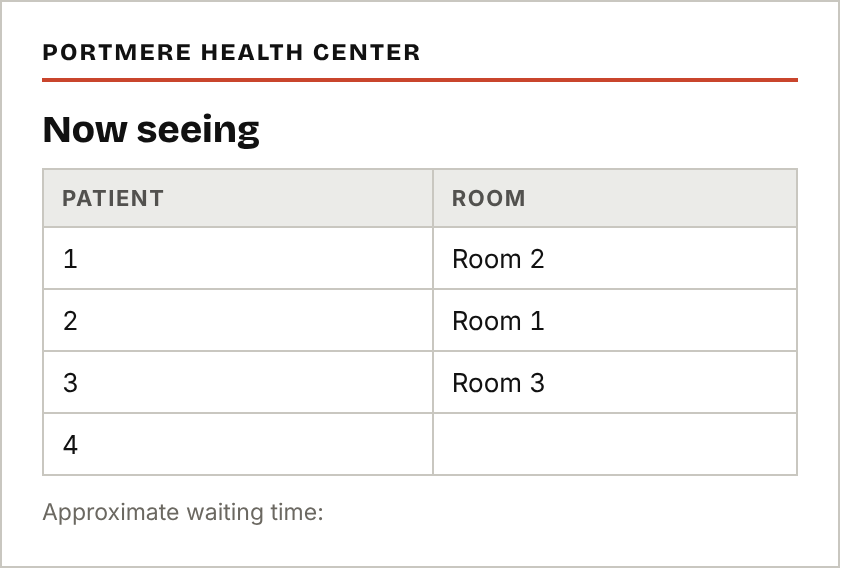 PORTMERE HEALTH CENTER
Now seeing
PATIENT ROOM
1 Room 2
2 Room 1
3 Room 3
4
Approximate waiting time: